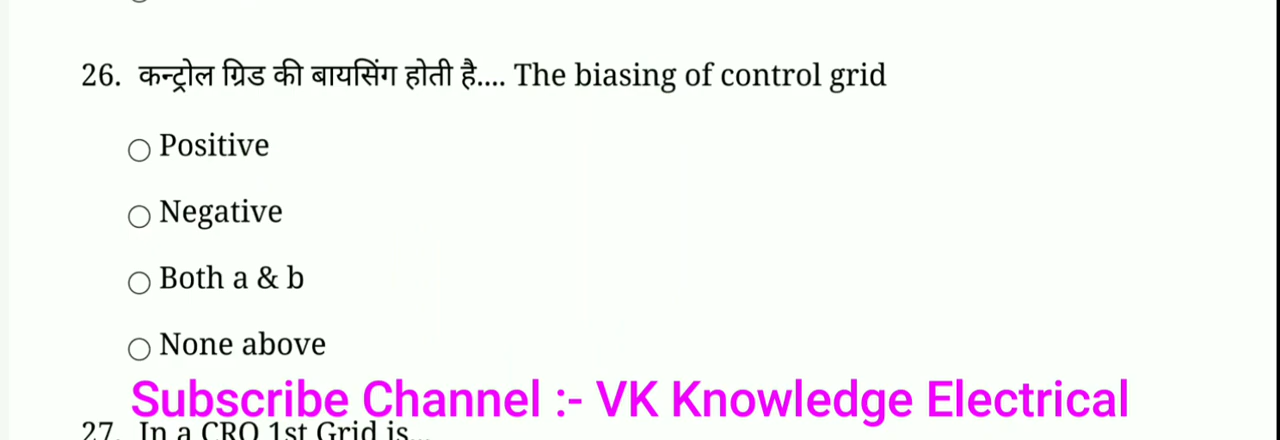 26. कन्ट्रोल ग्रिड की बायसिंग होती है.... The biasing of control grid
Positive
Negative
Both a & b
None above
Subscribe Channel :- VK Knowledge Electrical
27. In a CRO 1st Grid is...